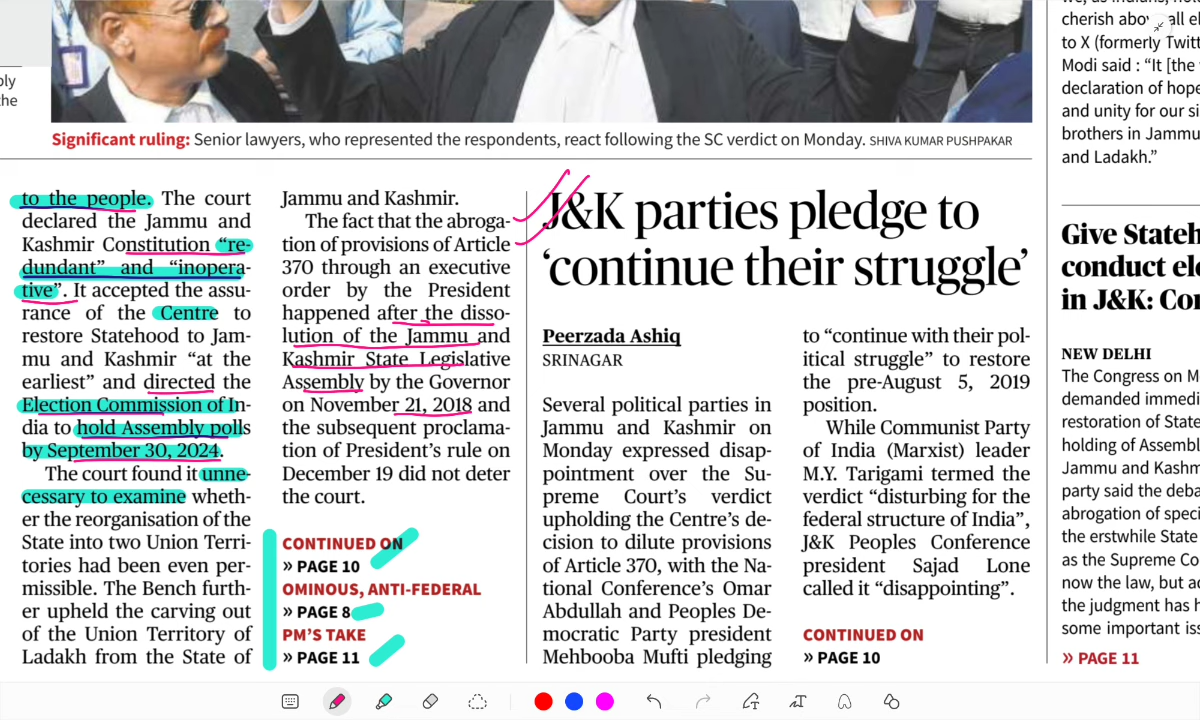 bly
the
Significant ruling: Senior lawyers, who represented the respondents, react following the SC verdict on Monday. SHIVA KUMAR PUSHPAKAR
to the people. The court
declared the Jammu and
Kashmir Constitution “re-
dundant” and “inopera-
tive”. It accepted the assu-
rance of the Centre to
restore Statehood to Jam-
mu and Kashmir “at the
earliest” and directed the
Election Commission of In-
dia to hold Assembly polls
by September 30, 2024.
The court found it unne-
cessary to examine wheth-
er the reorganisation of the
State into two Union Terri-
tories had been even per-
missible. The Bench furth-
er upheld the carving out
of the Union Territory of
Ladakh from the State of
Jammu and Kashmir.
The fact that the abroga-
tion of provisions of Article
370 through an executive
order by the President
happened after the disso-
lution of the Jammu and
Kashmir State Legislative
Assembly by the Governor
on November 21, 2018 and
the subsequent proclama-
tion of President’s rule on
December 19 did not deter
the court.
CONTINUED ON
» PAGE 10
OMINOUS, ANTI-FEDERAL
» PAGE 8
PM’S TAKE
» PAGE 11
J&K parties pledge to
‘continue their struggle’
Peerzada Ashiq
SRINAGAR
Several political parties in
Jammu and Kashmir on
Monday expressed disap-
pointment over the Su-
preme Court’s verdict
upholding the Centre’s de-
cision to dilute provisions
of Article 370, with the Na-
tional Conference’s Omar
Abdullah and Peoples De-
mocratic Party president
Mehbooba Mufti pledging
to “continue with their pol-
itical struggle” to restore
the pre-August 5, 2019
position.
While Communist Party
of India (Marxist) leader
M.Y. Tarigami termed the
verdict “disturbing for the
federal structure of India”,
J&K Peoples Conference
president Sajad Lone
called it “disappointing”.
CONTINUED ON
» PAGE 10
cherish abov all el
to X (formerly Twitt
Modi said : “It [the
declaration of hope
and unity for our si
brothers in Jammu
and Ladakh.”
Give Stateh
conduct ele
in J&K: Con
NEW DELHI
The Congress on M
demanded immedi
restoration of State
holding of Assembl
Jammu and Kashm
party said the deba
abrogation of speci
the erstwhile State
as the Supreme Co
now the law, but ad
the judgment has h
some important iss
» PAGE 11